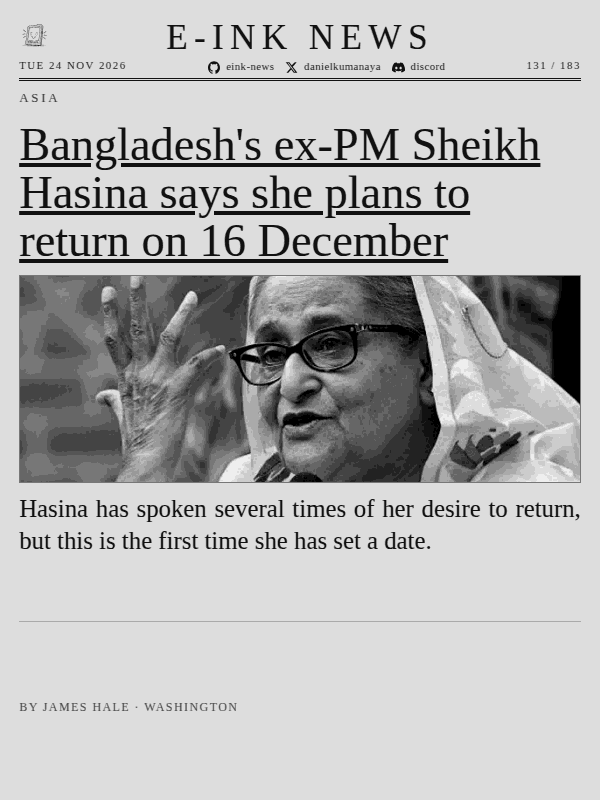 E-INK NEWS
TUE 24 NOV 2026
eink-news danielkumanaya discord
131 / 183
ASIA
Bangladesh's ex-PM Sheikh
Hasina says she plans to
return on 16 December
Hasina has spoken several times of her desire to return,
but this is the first time she has set a date.
BY JAMES HALE · WASHINGTON